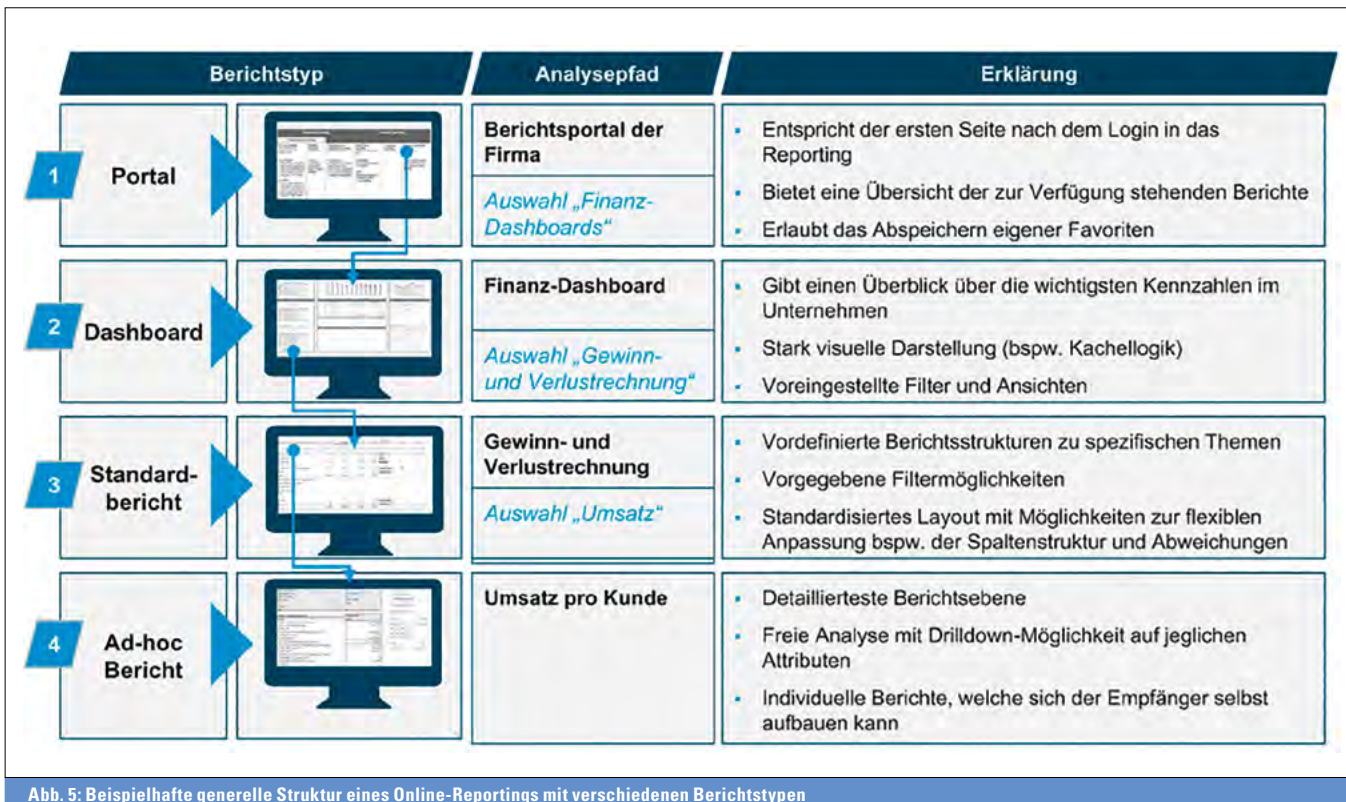 Berichtstyp
Analysepfad
Erklärung
1
Portal
Berichtsportal der
Firma
Auswahl „Finanz-
Dashboards“
▪ Entspricht der ersten Seite nach dem Login in das
Reporting
▪ Bietet eine Übersicht der zur Verfügung stehenden Berichte
▪ Erlaubt das Abspeichern eigener Favoriten
2
Dashboard
Finanz-Dashboard
Auswahl „Gewinn-
und Verlustrechnung“
▪ Gibt einen Überblick über die wichtigsten Kennzahlen im
Unternehmen
▪ Stark visuelle Darstellung (bspw. Kachellogik)
▪ Voreingestellte Filter und Ansichten
3
Standard-
bericht
Gewinn- und
Verlustrechnung
Auswahl „Umsatz“
▪ Vordefinierte Berichtsstrukturen zu spezifischen Themen
▪ Vorgegebene Filtermöglichkeiten
▪ Standardisiertes Layout mit Möglichkeiten zur flexiblen
Anpassung bspw. der Spaltenstruktur und Abweichungen
4
Ad-hoc
Bericht
Umsatz pro Kunde
▪ Detaillierteste Berichtsebene
▪ Freie Analyse mit Drilldown-Möglichkeit auf jeglichen
Attributen
▪ Individuelle Berichte, welche sich der Empfänger selbst
aufbauen kann
Abb. 5: Beispielhafte generelle Struktur eines Online-Reportings mit verschiedenen Berichtstypen